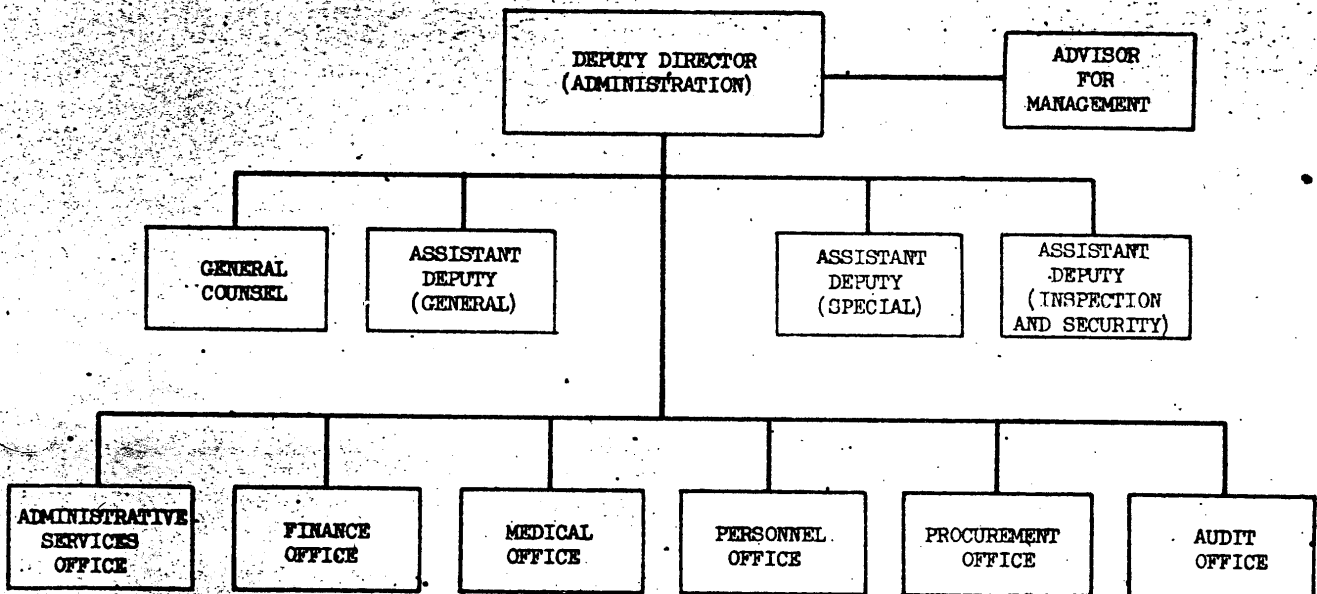 DEPUTY DIRECTOR
(ADMINISTRATION)
ADVISOR
FOR
MANAGEMENT
GENERAL
COUNSEL
ASSISTANT
DEPUTY
(GENERAL)
ASSISTANT
DEPUTY
(SPECIAL)
ASSISTANT
DEPUTY
(INSPECTION
AND SECURITY)
ADMINISTRATIVE
SERVICES
OFFICE
FINANCE
OFFICE
MEDICAL
OFFICE
PERSONNEL
OFFICE
PROCUREMENT
OFFICE
AUDIT
OFFICE